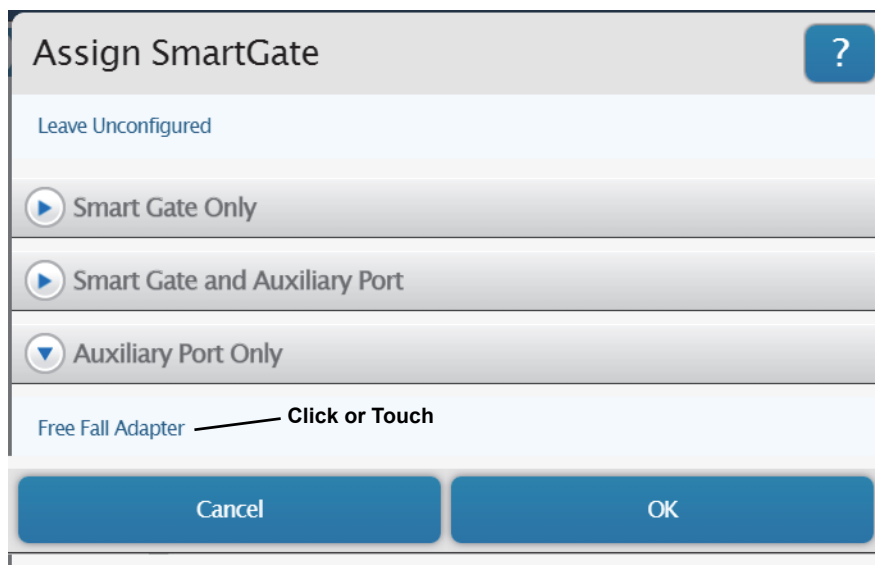 Assign SmartGate
?
Leave Unconfigured
Smart Gate Only
Smart Gate and Auxiliary Port
Auxiliary Port Only
Free Fall Adapter
Click or Touch
Cancel
OK